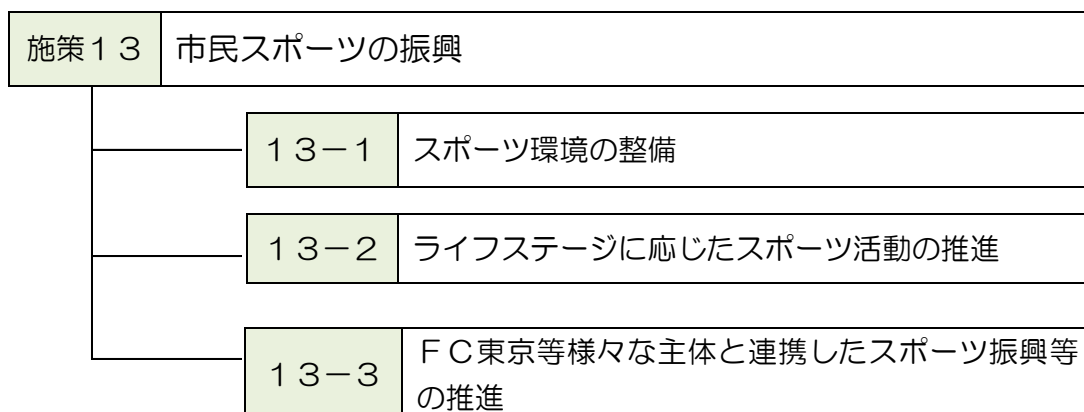 施策１３ 市民スポーツの振興
１３－１ スポーツ環境の整備
１３－２ ライフステージに応じたスポーツ活動の推進
１３－３ ＦＣ東京等様々な主体と連携したスポーツ振興等
の推進